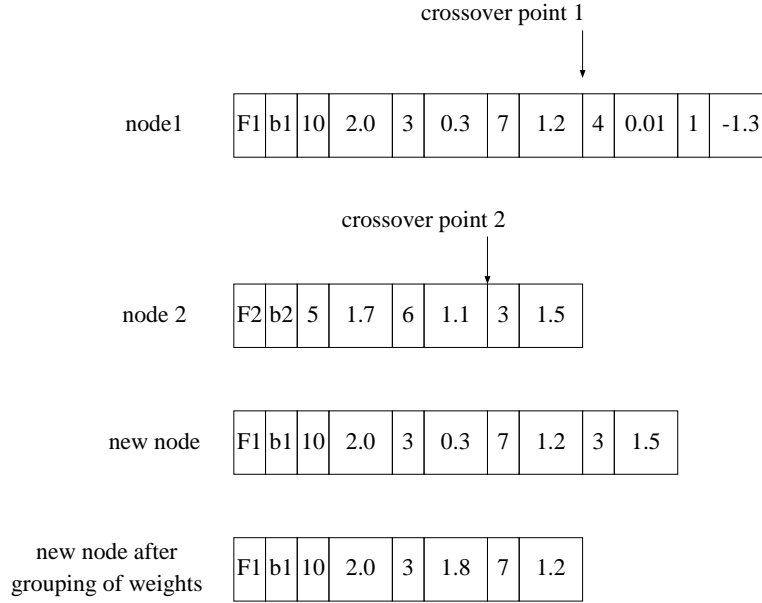 crossover point 1
node1 F1 b1 10 2.0 3 0.3 7 1.2 4 0.01 1 -1.3
crossover point 2
node 2 F2 b2 5 1.7 6 1.1 3 1.5
new node F1 b1 10 2.0 3 0.3 7 1.2 3 1.5
new node after
grouping of weights
F1 b1 10 2.0 3 1.8 7 1.2